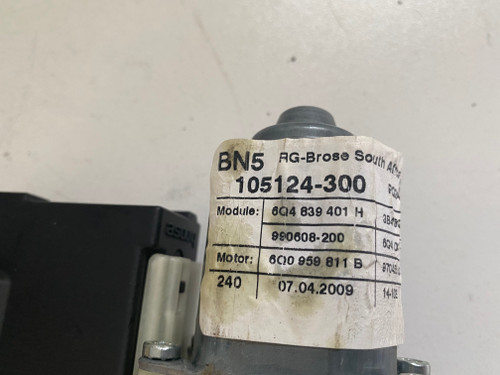 BN5 RG-Brose South
105124-300
Module: 6Q4 839 401 H
990608-200
Motor: 6Q0 959 811 B
240 07.04.2009